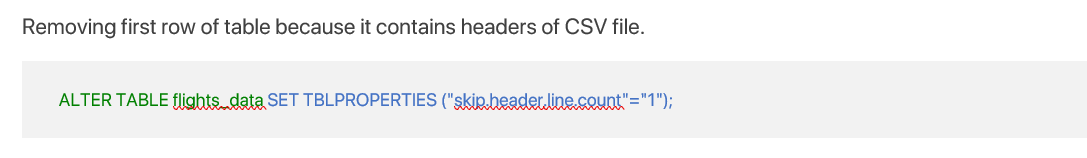 Removing first row of table because it contains headers of CSV file.
ALTER TABLE flights_data SET TBLPROPERTIES ("skip.header.line.count"="1");